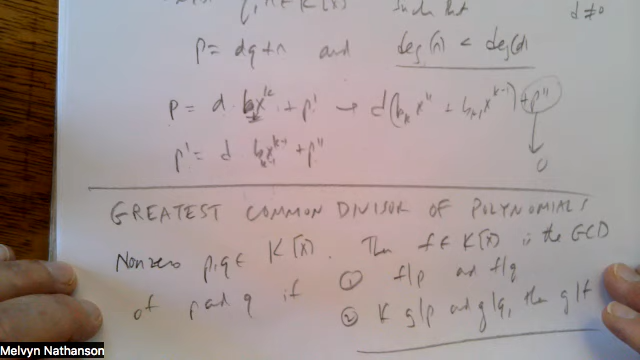 such that d≠0
p = dq + r and deg(r) < deg(d)
p = d b_k x^k + p' → d(b_k x^k + b_{k-1} x^{k-1}) + p''
p' = d b_{k-1} x^{k-1} + p'' 0
GREATEST COMMON DIVISOR OF POLYNOMIALS
Nonzero p,q ∈ K[x]. Then f ∈ K[x] is the GCD
of p and q if ① f|p and f|q
② If g|p and g|q, then g|f
Melvyn Nathanson